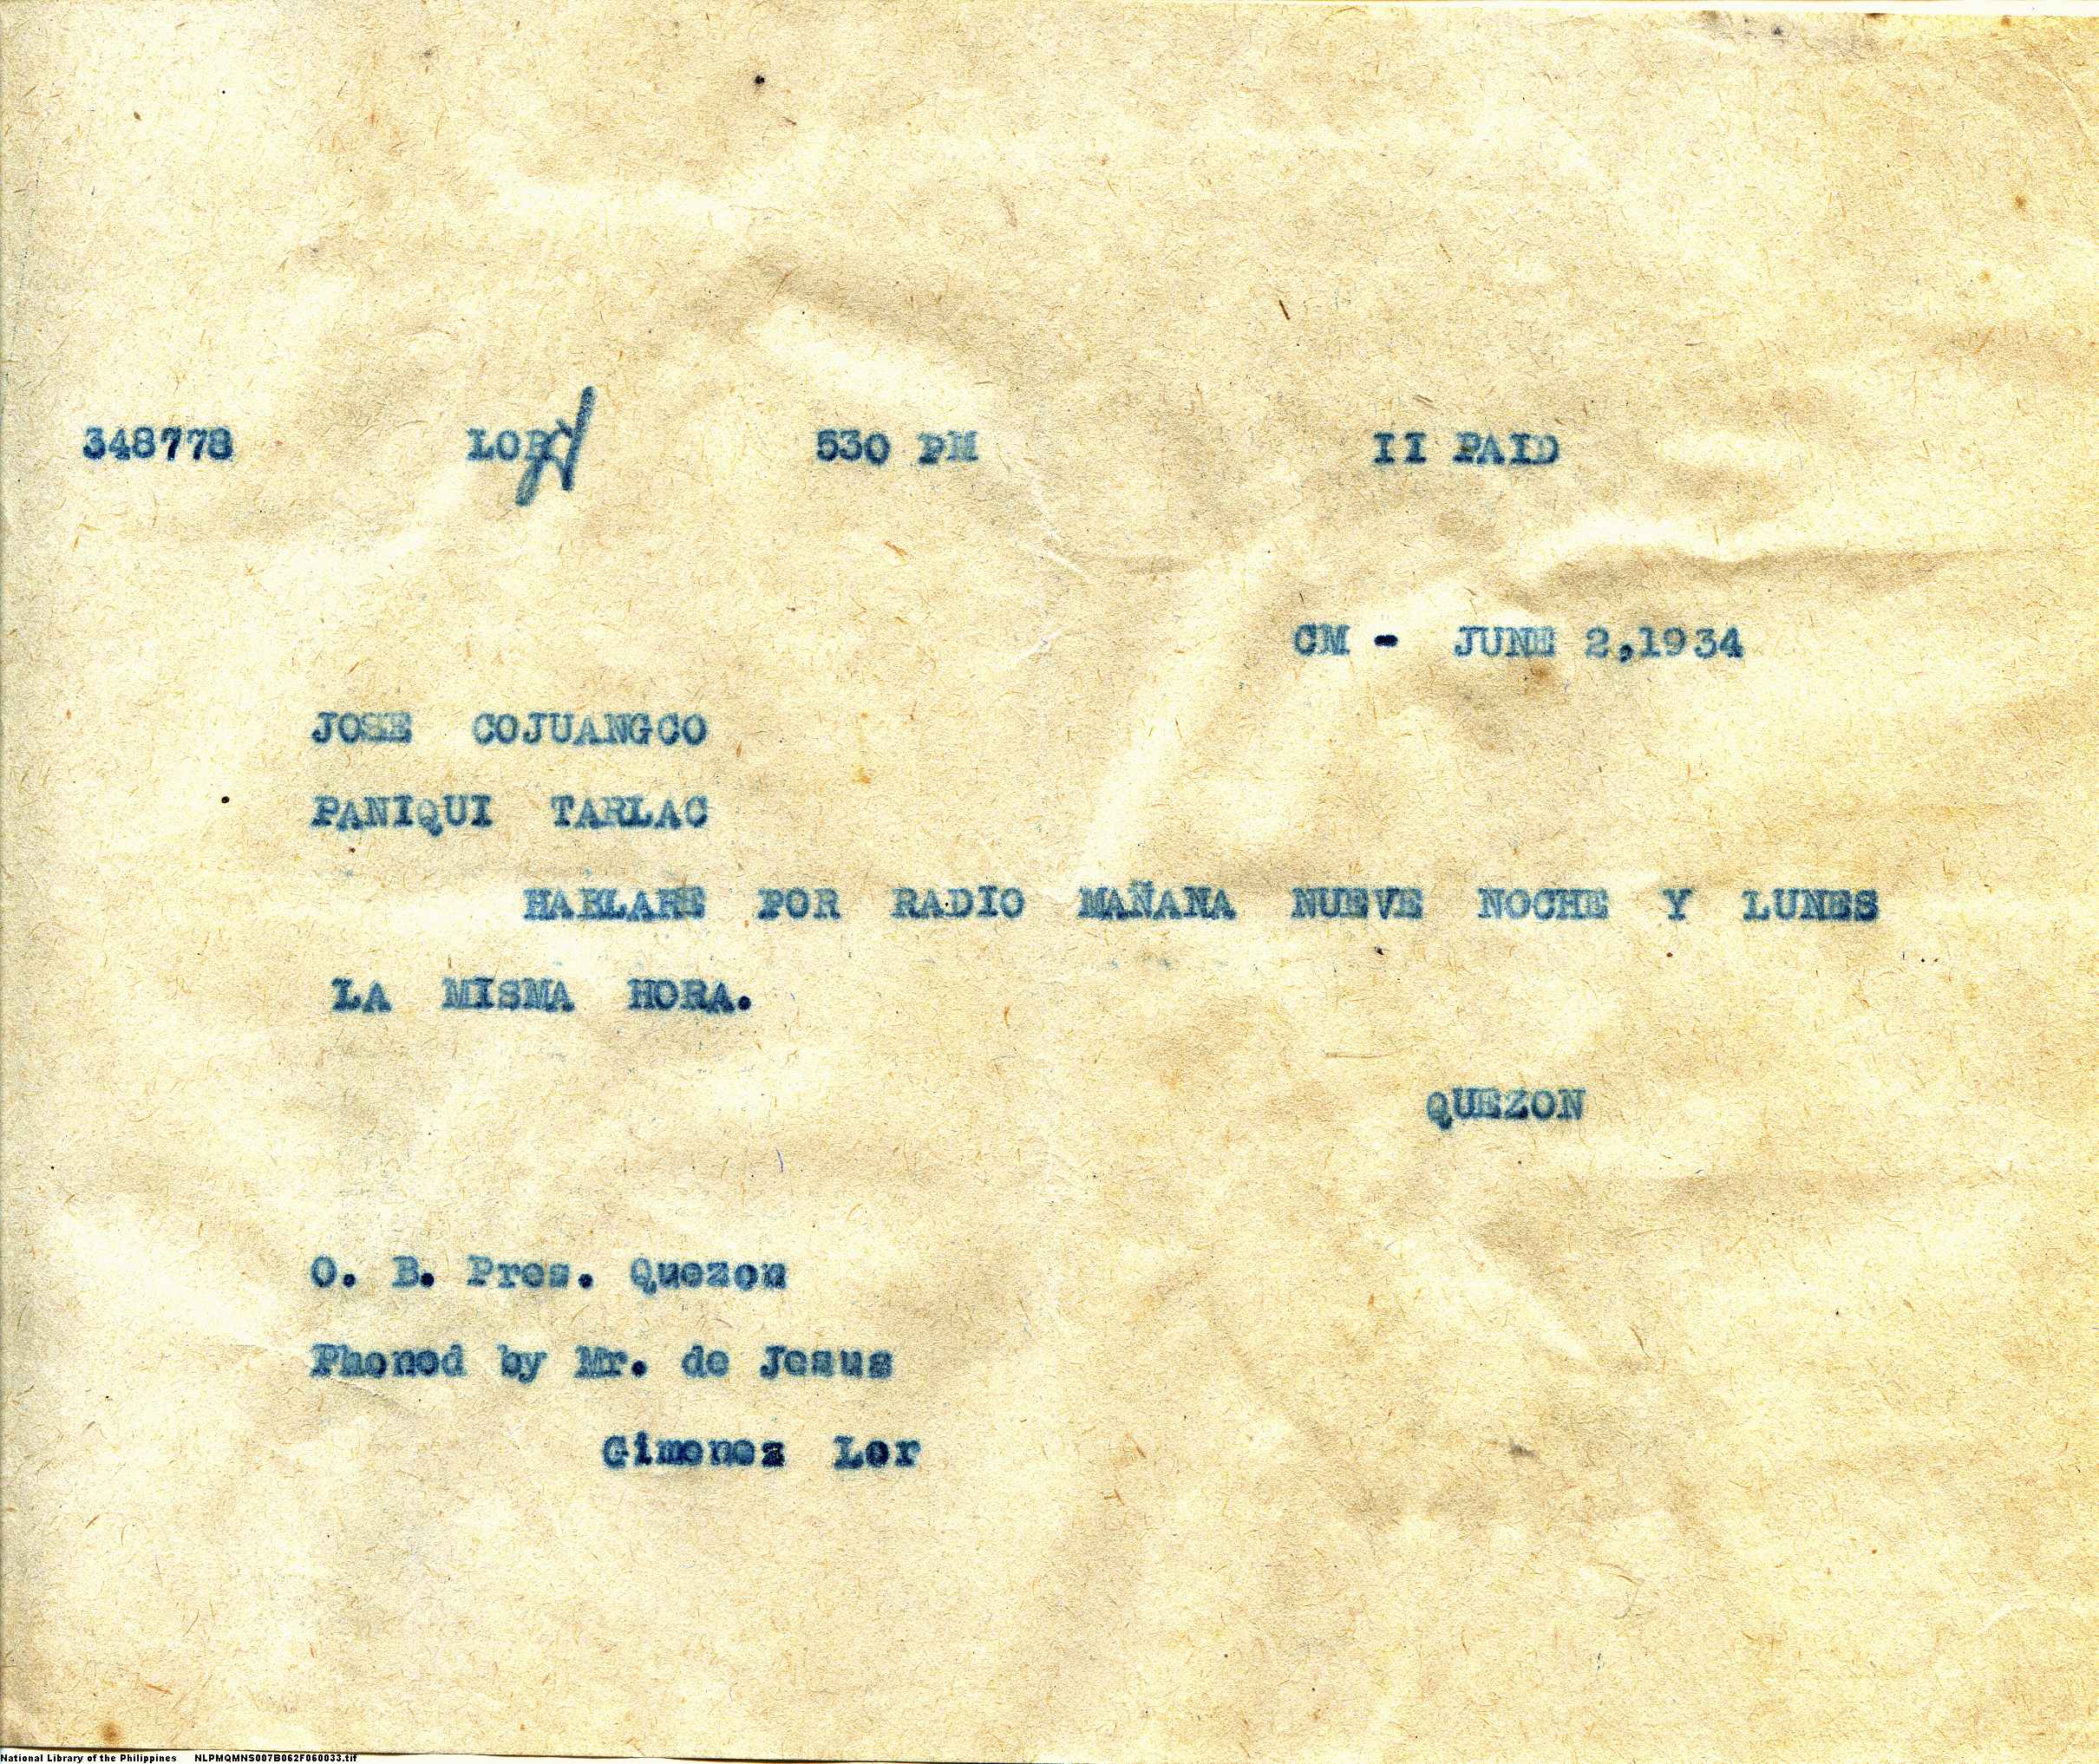 348778 LOR 530 PM II PAID
CM - JUNE 2,1934
JOSE COJUANGCO
PANIQUI TARLAC
HABLARE POR RADIO MAÑANA NUEVE NOCHE Y LUNES
LA MISMA HORA.
QUEZON
O. B. Pres. Quezon
Phoned by Mr. de Jesus
Gimenez Lor
National Library of the Philippines NLPMQMNS007B062F060033.tif